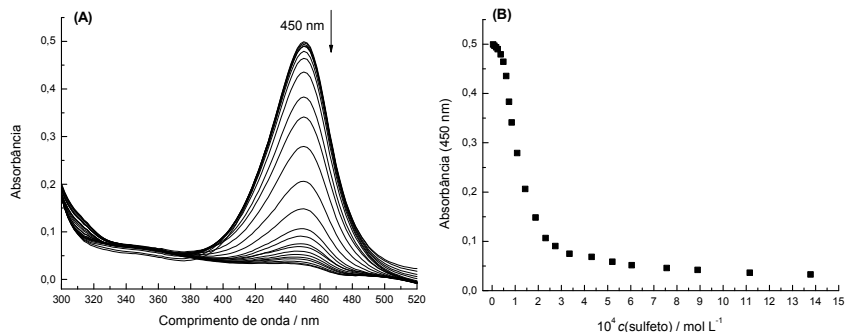 (A)
450 nm
0,5
0,4
0,3
0,2
0,1
0,0
Absorbância
300 320 340 360 380 400 420 440 460 480 500 520
Comprimento de onda / nm
(B)
0,5
0,4
0,3
0,2
0,1
0,0
Absorbância (450 nm)
0 1 2 3 4 5 6 7 8 9 10 11 12 13 14 15
10⁴ c(sulfeto) / mol L⁻¹